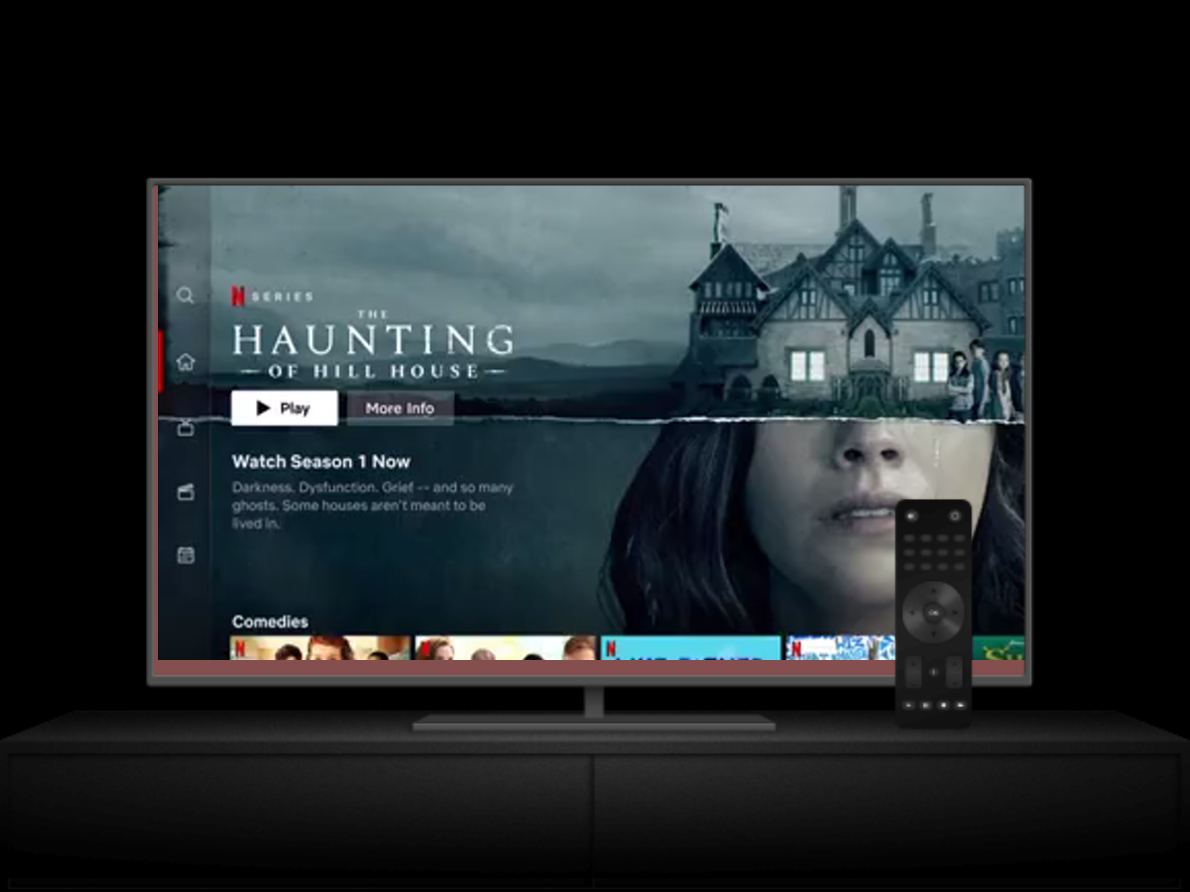 N SERIES
THE
HAUNTING
OF HILL HOUSE
Play
More Info
Watch Season 1 Now
Darkness. Dysfunction. Grief -- and so many
ghosts. Some houses aren't meant to be
lived in.
Comedies
N
N
N
N
OK